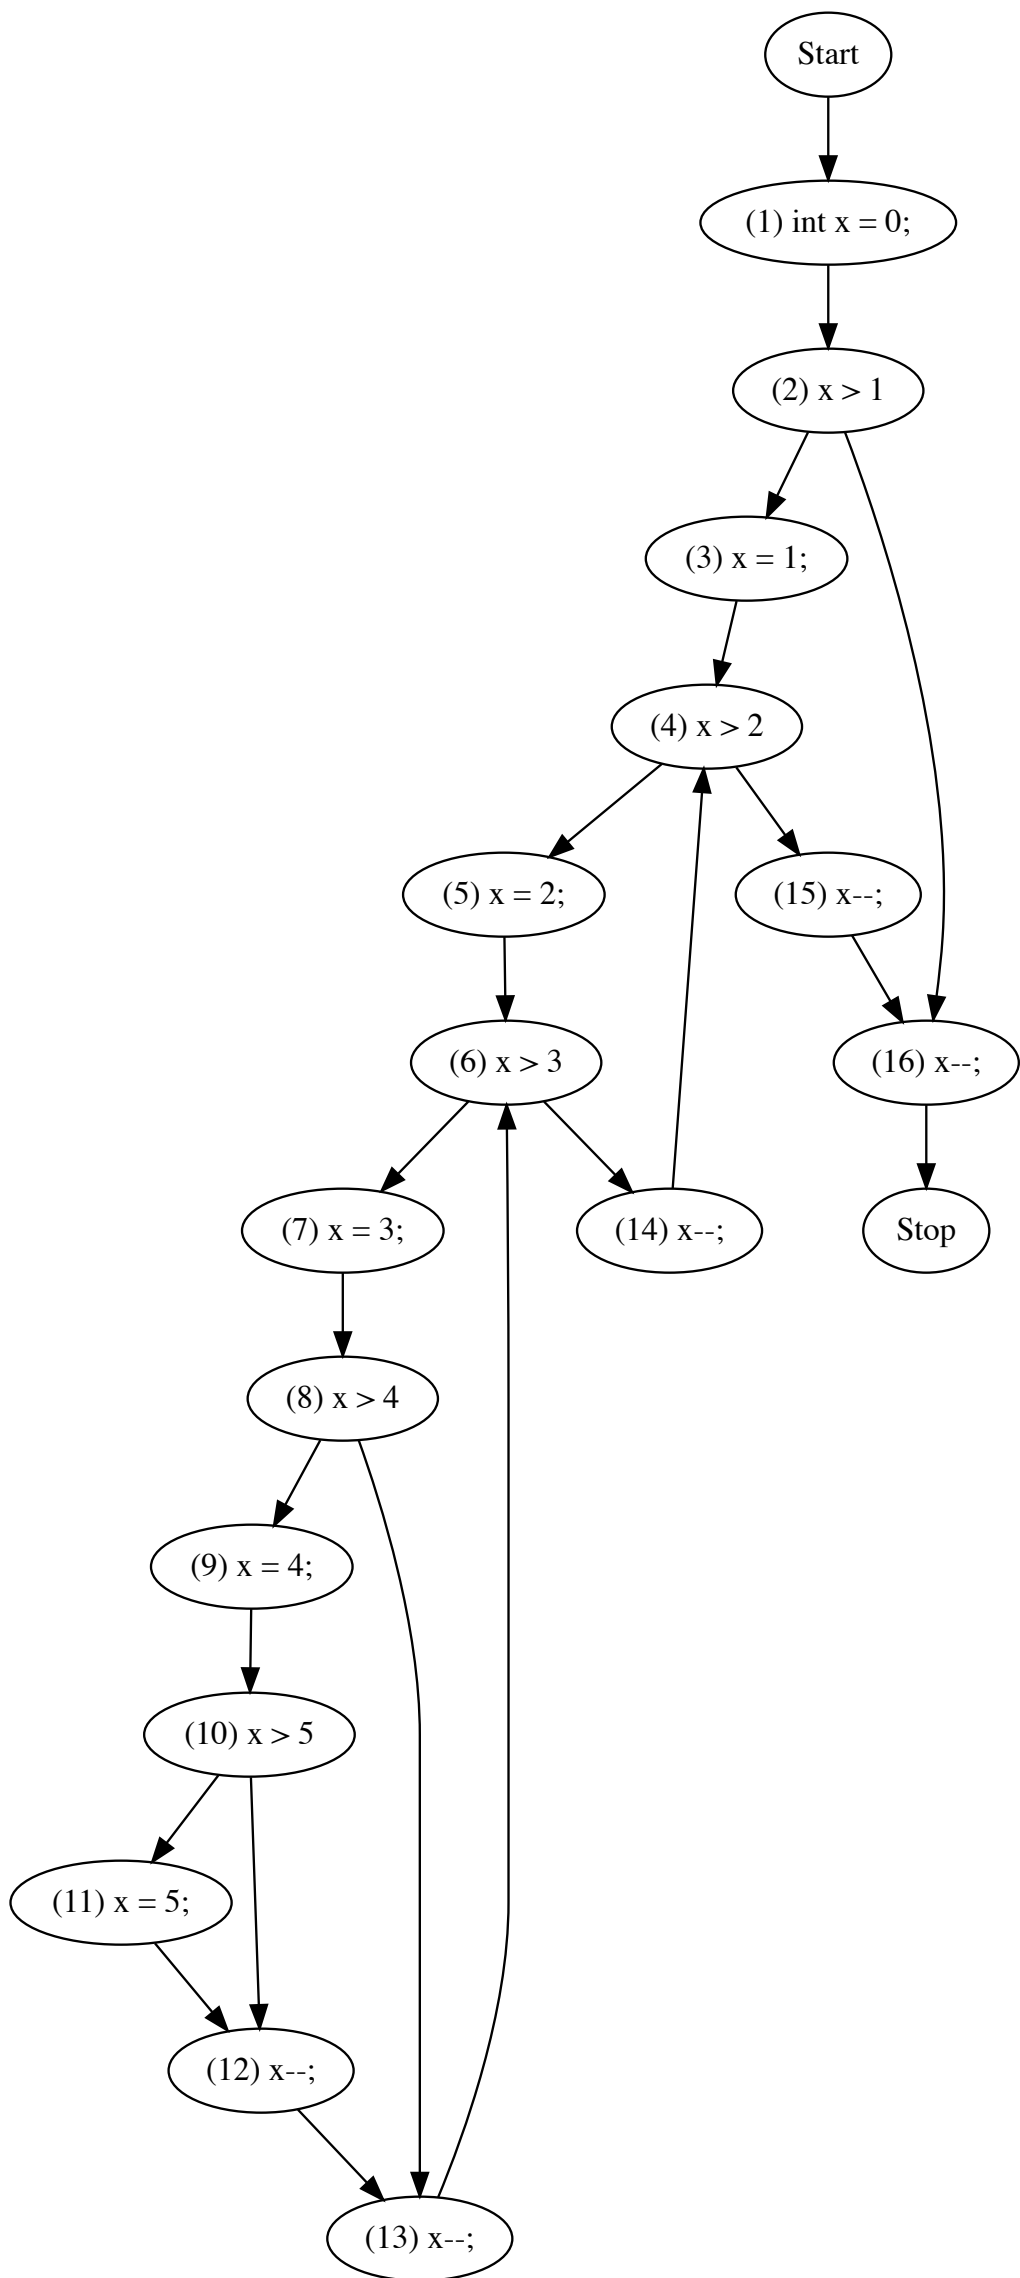 Start
(1) int x = 0;
(2) x > 1
(3) x = 1;
(4) x > 2
(5) x = 2;
(15) x--;
(6) x > 3
(16) x--;
(7) x = 3;
(14) x--;
Stop
(8) x > 4
(9) x = 4;
(10) x > 5
(11) x = 5;
(12) x--;
(13) x--;